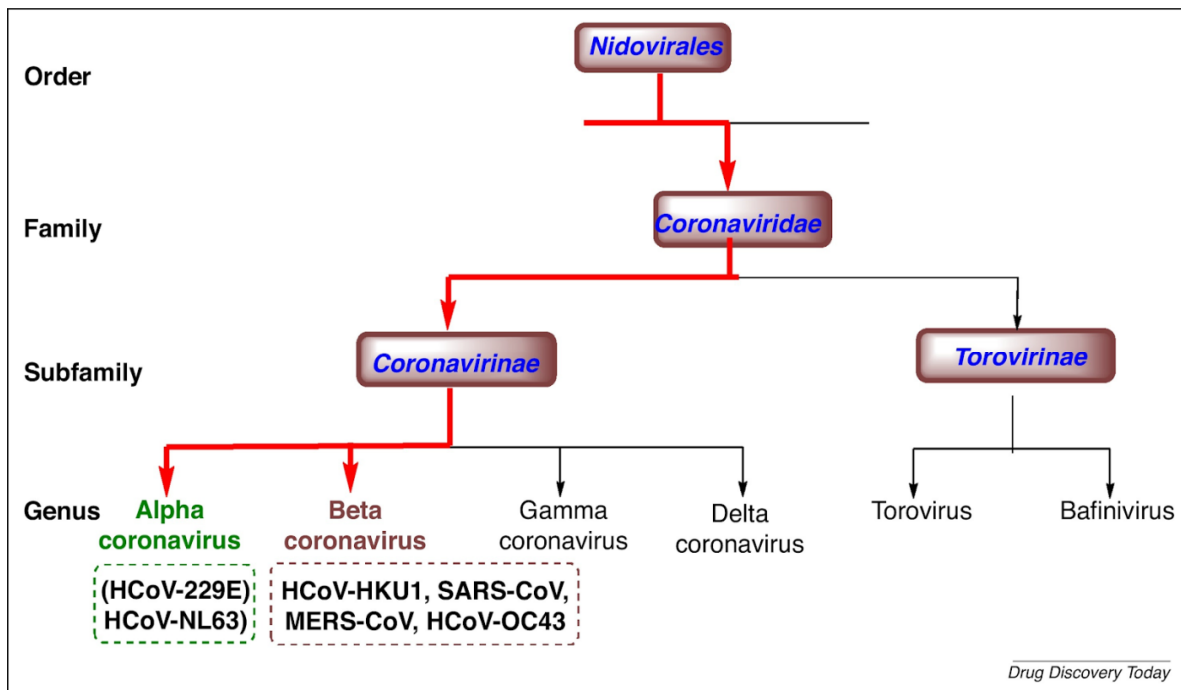 Nidovirales
Order
Coronaviridae
Family
Coronavirinae
Torovirinae
Subfamily
Genus
Alpha
coronavirus
Beta
coronavirus
Gamma
coronavirus
Delta
coronavirus
Torovirus
Bafinivirus
(HCoV-229E)
HCoV-NL63)
HCoV-HKU1, SARS-CoV,
MERS-CoV, HCoV-OC43
Drug Discovery Today